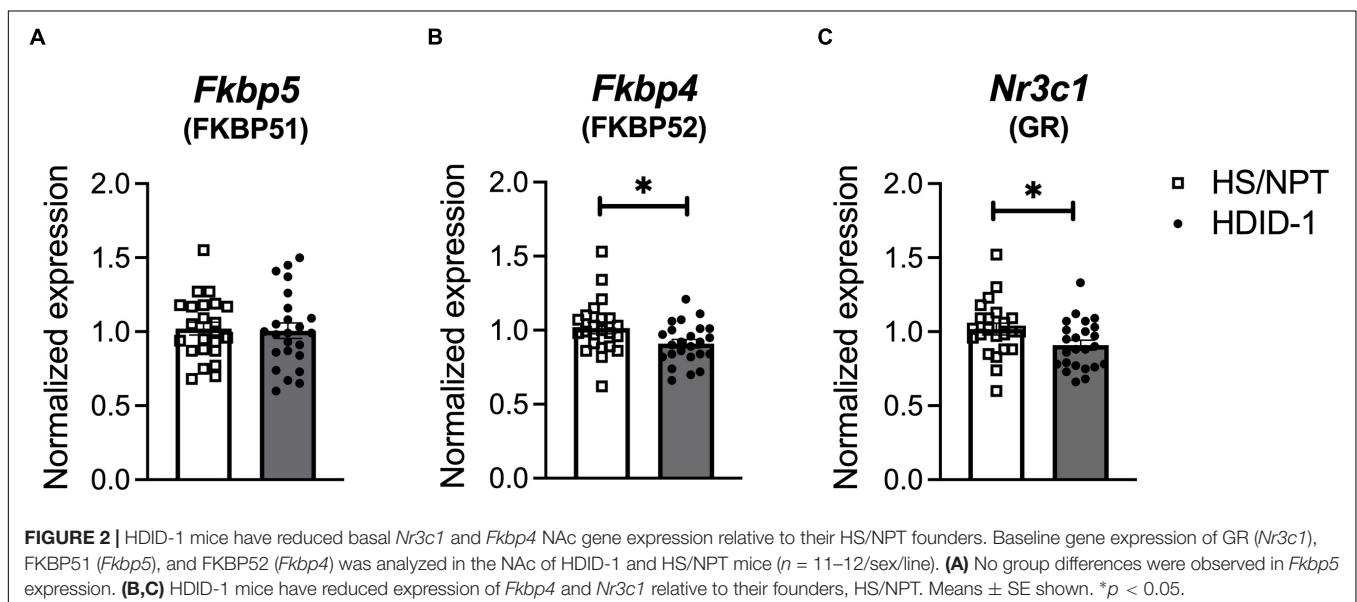 A
Fkbp5
(FKBP51)
Normalized expression
2.0
1.5
1.0
0.5
0.0
B
Fkbp4
(FKBP52)
Normalized expression
2.0
1.5
1.0
0.5
0.0
*
C
Nr3c1
(GR)
Normalized expression
2.0
1.5
1.0
0.5
0.0
*
HS/NPT
HDID-1
FIGURE 2 | HDID-1 mice have reduced basal Nr3c1 and Fkbp4 NAc gene expression relative to their HS/NPT founders. Baseline gene expression of GR (Nr3c1),
FKBP51 (Fkbp5), and FKBP52 (Fkbp4) was analyzed in the NAc of HDID-1 and HS/NPT mice (n = 11–12/sex/line). (A) No group differences were observed in Fkbp5
expression. (B,C) HDID-1 mice have reduced expression of Fkbp4 and Nr3c1 relative to their founders, HS/NPT. Means ± SE shown. *p < 0.05.